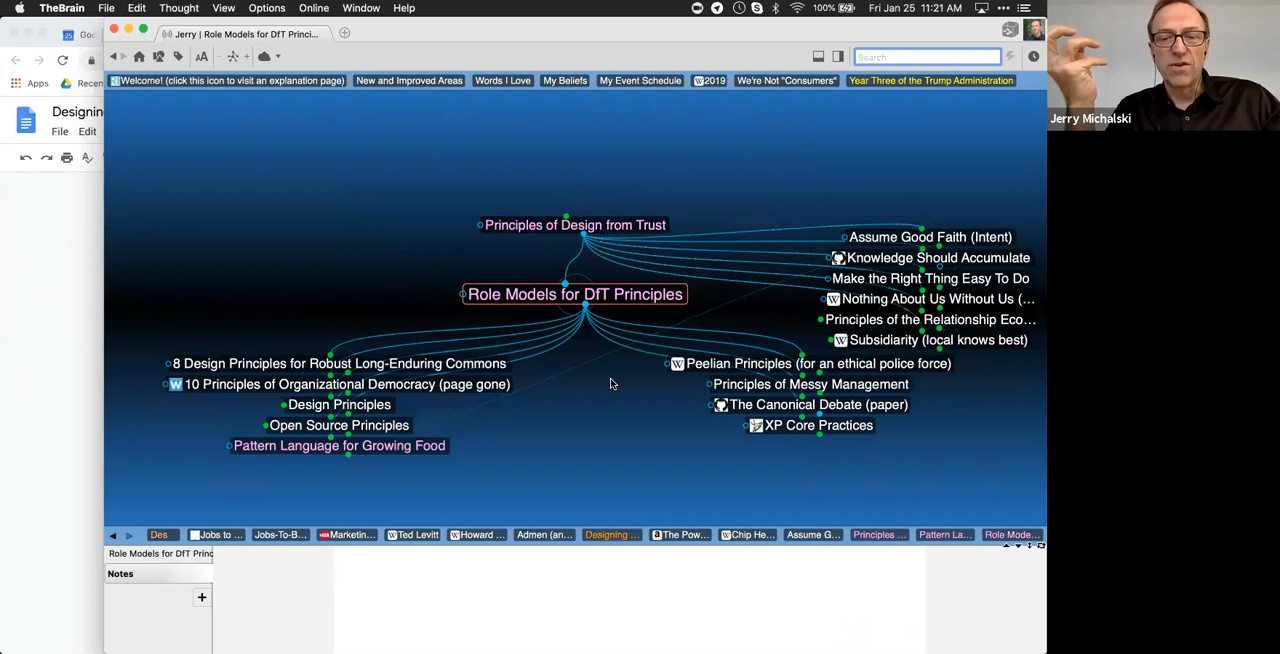 TheBrain File Edit Thought View Options Online Window Help 100% Fri Jan 25 11:21 AM
Jerry | Role Models for DfT Princi...
Search
Apps Recen
Welcome! (click this icon to visit an explanation page) New and Improved Areas Words I Love My Beliefs My Event Schedule 2019 We're Not "Consumers" Year Three of the Trump Administration
Designing
File Edit
Jerry Michalski
Principles of Design from Trust
Assume Good Faith (Intent)
Knowledge Should Accumulate
Make the Right Thing Easy To Do
Nothing About Us Without Us (...
Principles of the Relationship Eco...
Subsidiarity (local knows best)
Role Models for DfT Principles
8 Design Principles for Robust Long-Enduring Commons
10 Principles of Organizational Democracy (page gone)
Design Principles
Open Source Principles
Pattern Language for Growing Food
Peelian Principles (for an ethical police force)
Principles of Messy Management
The Canonical Debate (paper)
XP Core Practices
Des Jobs to ... Jobs-To-B... Marketin... Ted Levitt Howard ... Admen (an... Designing ... The Pow... Chip He... Assume G... Principles ... Pattern La... Role Mode...
Role Models for DfT Princ
Notes